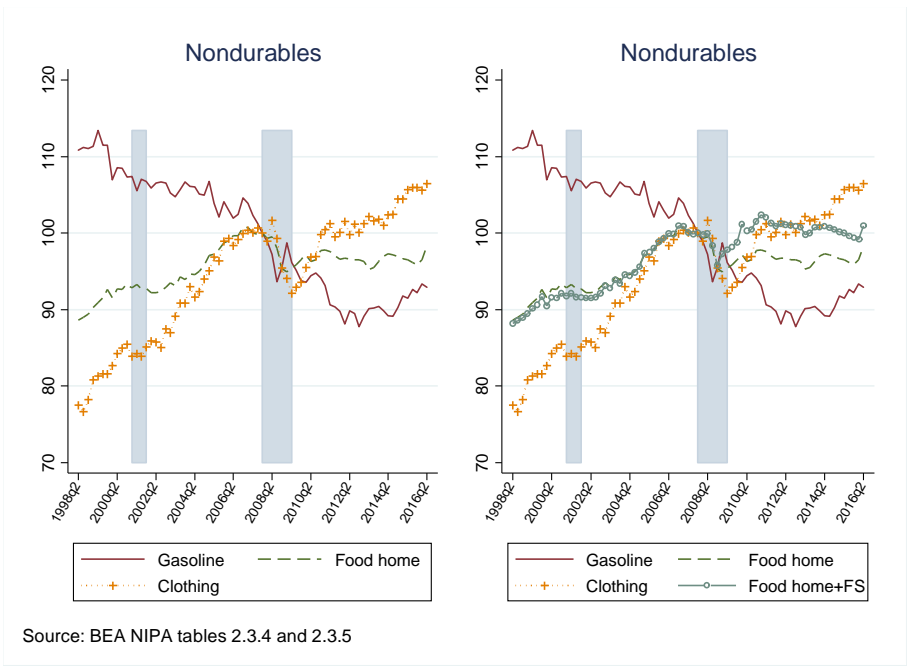 Nondurables
120
110
100
90
80
70
1998q2
2000q2
2002q2
2004q2
2006q2
2008q2
2010q2
2012q2
2014q2
2016q2
Gasoline
Food home
Clothing
Nondurables
120
110
100
90
80
70
1998q2
2000q2
2002q2
2004q2
2006q2
2008q2
2010q2
2012q2
2014q2
2016q2
Gasoline
Food home
Clothing
Food home+FS
Source: BEA NIPA tables 2.3.4 and 2.3.5